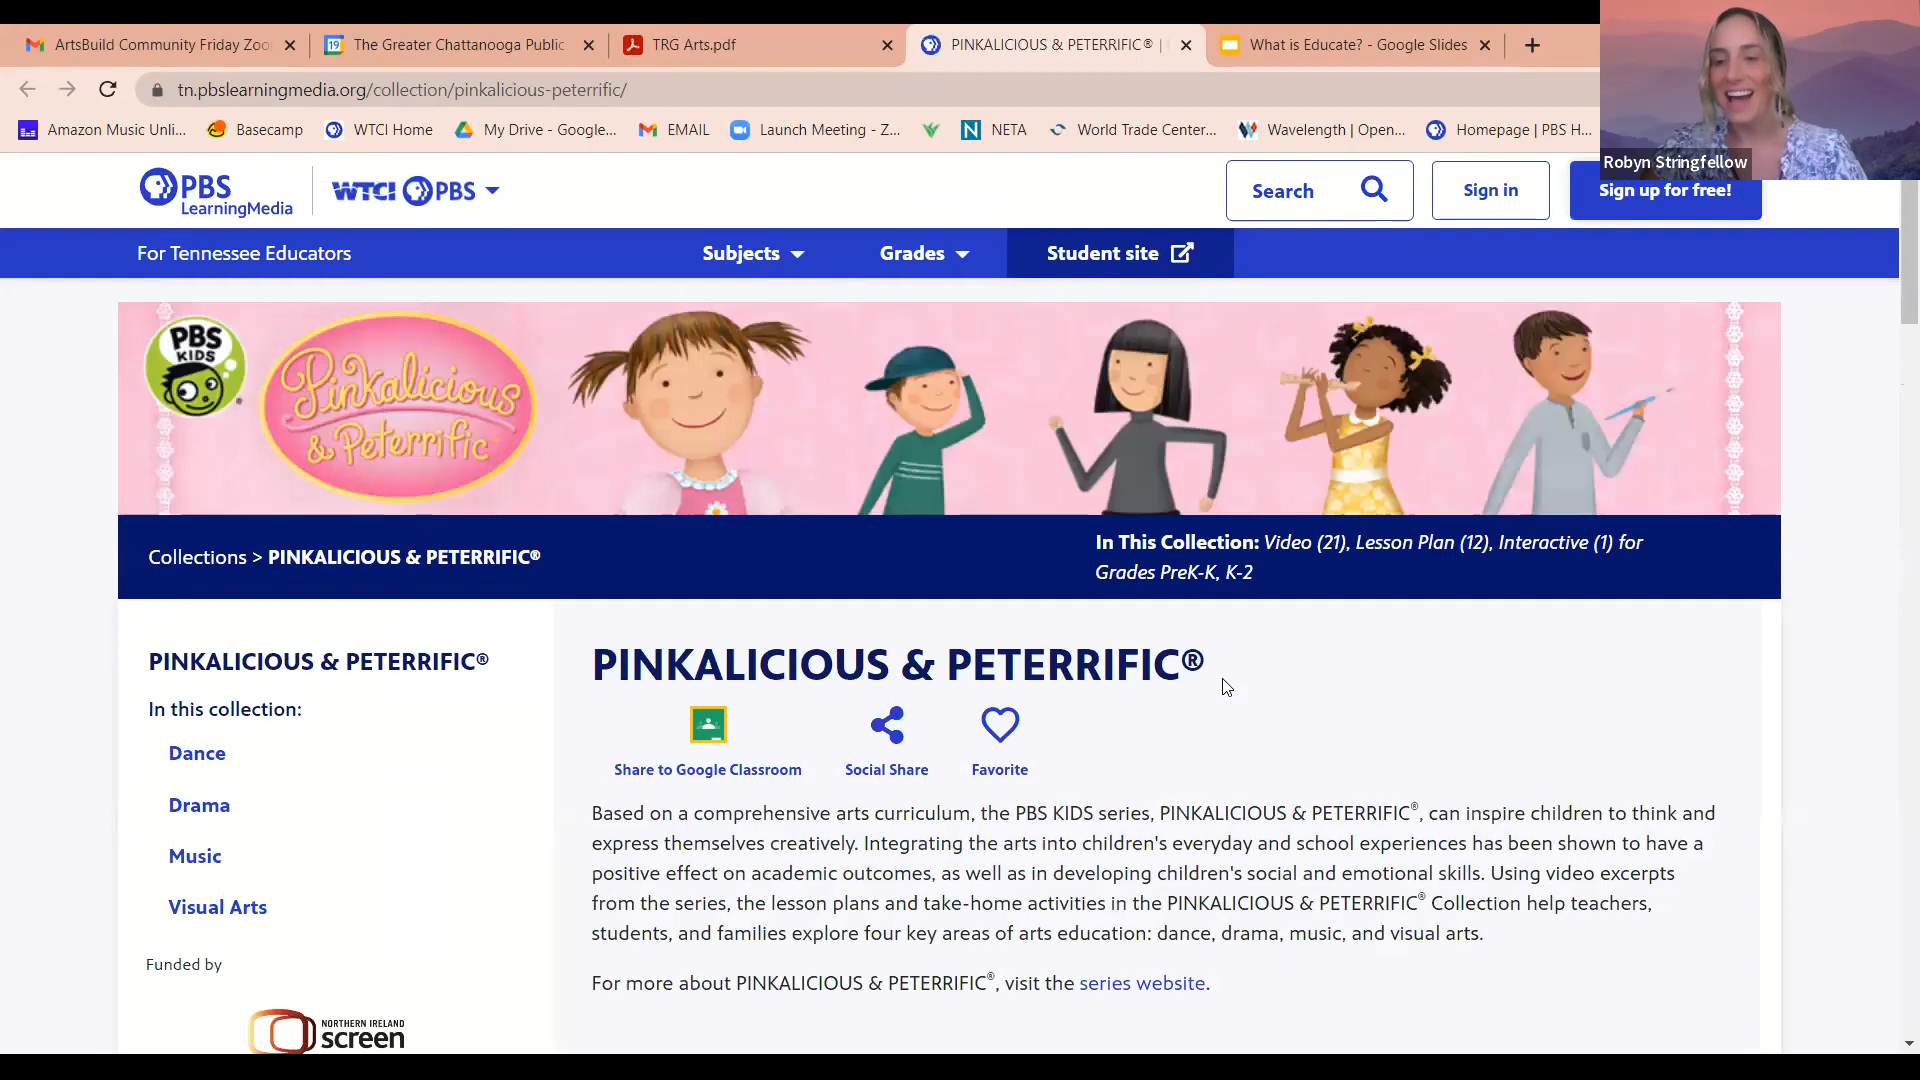 ArtsBuild Community Friday Zoo
19
The Greater Chattanooga Public
TRG Arts.pdf
PINKALICIOUS & PETERRIFIC® |
What is Educate? - Google Slides
tn.pbslearningmedia.org/collection/pinkalicious-peterrific/
Amazon Music Unli...
Basecamp
WTCI Home
My Drive - Google...
EMAIL
Launch Meeting - Z...
N
NETA
World Trade Center...
Wavelength | Open...
Homepage | PBS H...
Robyn Stringfellow
PBS
LearningMedia
WTCI PBS
Search
Sign in
Sign up for free!
For Tennessee Educators
Subjects
Grades
Student site
PBS
KIDS
Pinkalicious
& Peterrific
Collections > PINKALICIOUS & PETERRIFIC®
In This Collection: Video (21), Lesson Plan (12), Interactive (1) for
Grades PreK-K, K-2
PINKALICIOUS & PETERRIFIC®
In this collection:
Dance
Drama
Music
Visual Arts
Funded by
NORTHERN IRELAND
screen
PINKALICIOUS & PETERRIFIC®
Share to Google Classroom
Social Share
Favorite
Based on a comprehensive arts curriculum, the PBS KIDS series, PINKALICIOUS & PETERRIFIC®, can inspire children to think and
express themselves creatively. Integrating the arts into children's everyday and school experiences has been shown to have a
positive effect on academic outcomes, as well as in developing children's social and emotional skills. Using video excerpts
from the series, the lesson plans and take-home activities in the PINKALICIOUS & PETERRIFIC® Collection help teachers,
students, and families explore four key areas of arts education: dance, drama, music, and visual arts.
For more about PINKALICIOUS & PETERRIFIC®, visit the series website.